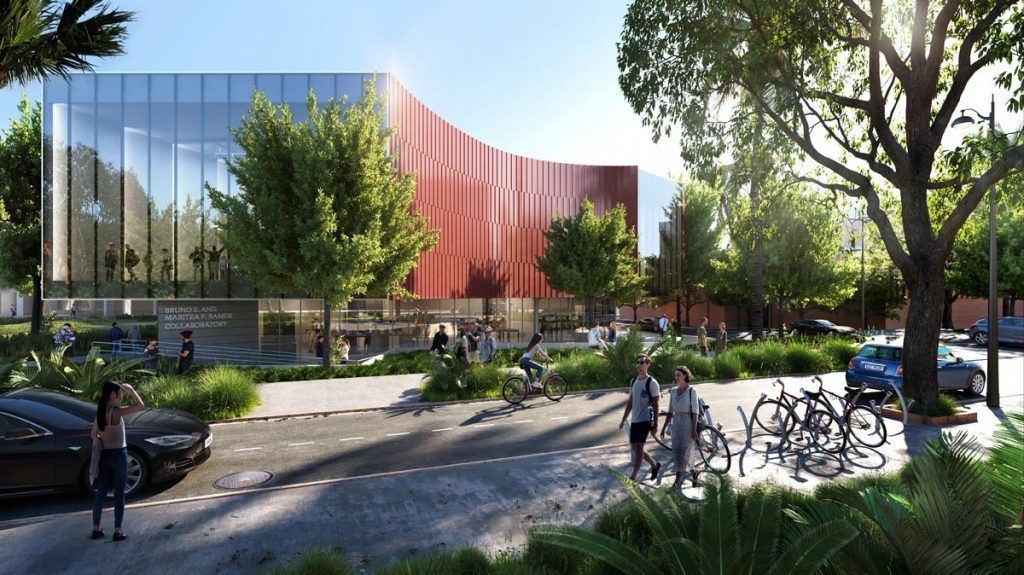 BRUNO E. AND
MARITZA F. RAMOS
COLLABORATORY